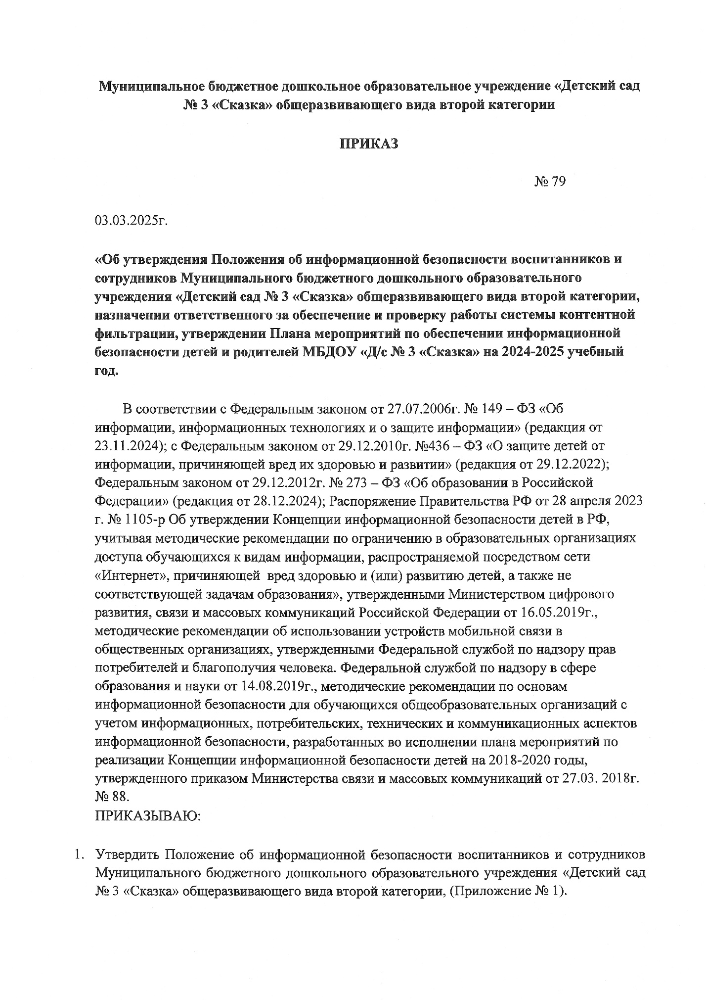 Муниципальное бюджетное дошкольное образовательное учреждение «Детский сад
№ 3 «Сказка» общеразвивающего вида второй категории
ПРИКАЗ
№ 79
03.03.2025г.
«Об утверждения Положения об информационной безопасности воспитанников и
сотрудников Муниципального бюджетного дошкольного образовательного
учреждения «Детский сад № 3 «Сказка» общеразвивающего вида второй категории,
назначении ответственного за обеспечение и проверку работы системы контентной
фильтрации, утверждении Плана мероприятий по обеспечении информационной
безопасности детей и родителей МБДОУ «Д/с № 3 «Сказка» на 2024-2025 учебный
год.
В соответствии с Федеральным законом от 27.07.2006г. № 149 – ФЗ «Об
информации, информационных технологиях и о защите информации» (редакция от
23.11.2024); с Федеральным законом от 29.12.2010г. №436 – ФЗ «О защите детей от
информации, причиняющей вред их здоровью и развитии» (редакция от 29.12.2022);
Федеральным законом от 29.12.2012г. № 273 – ФЗ «Об образовании в Российской
Федерации» (редакция от 28.12.2024); Распоряжение Правительства РФ от 28 апреля 2023
г. № 1105-р Об утверждении Концепции информационной безопасности детей в РФ,
учитывая методические рекомендации по ограничению в образовательных организациях
доступа обучающихся к видам информации, распространяемой посредством сети
«Интернет», причиняющей вред здоровью и (или) развитию детей, а также не
соответствующей задачам образования», утвержденными Министерством цифрового
развития, связи и массовых коммуникаций Российской Федерации от 16.05.2019г.,
методические рекомендации об использовании устройств мобильной связи в
общественных организациях, утвержденными Федеральной службой по надзору прав
потребителей и благополучия человека. Федеральной службой по надзору в сфере
образования и науки от 14.08.2019г., методические рекомендации по основам
информационной безопасности для обучающихся общеобразовательных организаций с
учетом информационных, потребительских, технических и коммуникационных аспектов
информационной безопасности, разработанных во исполнении плана мероприятий по
реализации Концепции информационной безопасности детей на 2018-2020 годы,
утвержденного приказом Министерства связи и массовых коммуникаций от 27.03. 2018г.
№ 88.
ПРИКАЗЫВАЮ:
1. Утвердить Положение об информационной безопасности воспитанников и сотрудников
Муниципального бюджетного дошкольного образовательного учреждения «Детский сад
№ 3 «Сказка» общеразвивающего вида второй категории, (Приложение № 1).